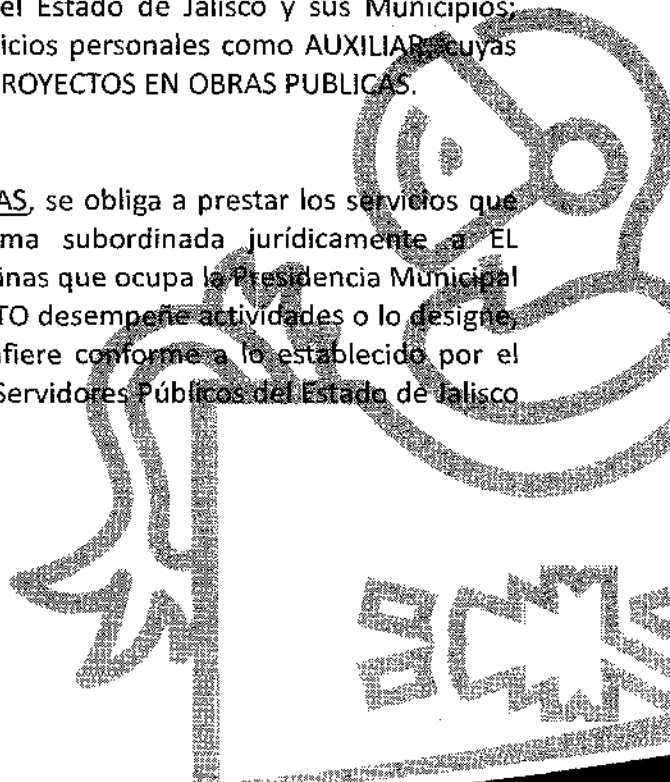 el Estado de Jalisco y sus Municipios;
icios personales como AUXILIAR, cuyas
ROYECTOS EN OBRAS PUBLICAS.
AS, se obliga a prestar los servicios que
ma subordinada jurídicamente a EL
inas que ocupa la Presidencia Municipal
TO desempeñe actividades o lo designe,
fiere conforme a lo establecido por el
Servidores Públicos del Estado de Jalisco